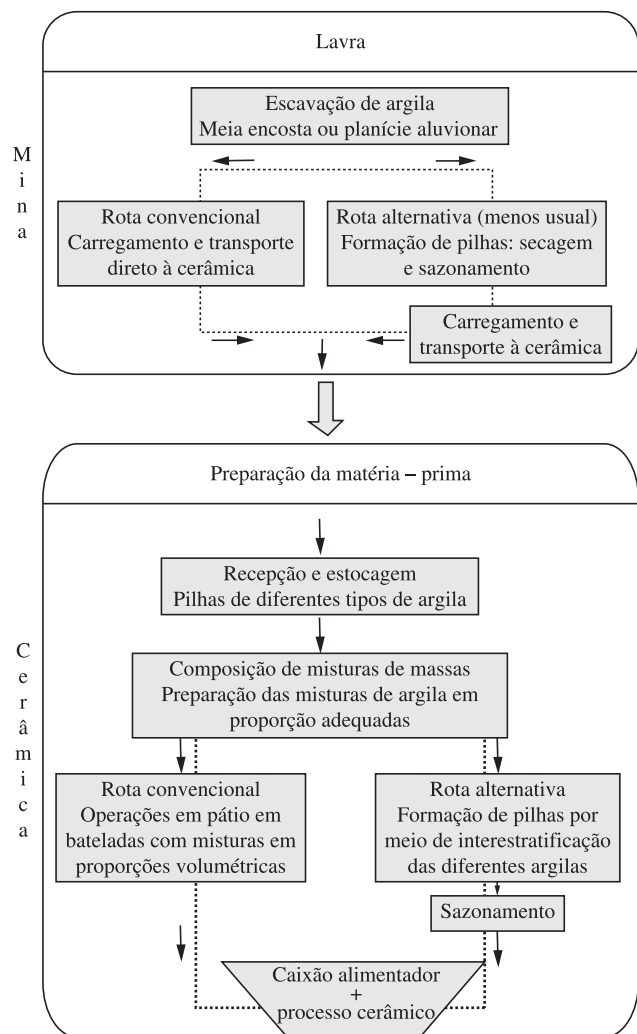 Lavra
Mina
Escavação de argila
Meia encosta ou planície aluvionar
Rota convencional
Carregamento e transporte
direto à cerâmica
Rota alternativa (menos usual)
Formação de pilhas: secagem
e sazonamento
Carregamento e
transporte à cerâmica
Preparação da matéria – prima
Cerâmica
Recepção e estocagem
Pilhas de diferentes tipos de argila
Composição de misturas de massas
Preparação das misturas de argila em
proporção adequadas
Rota convencional
Operações em pátio em
bateladas com misturas em
proporções volumétricas
Rota alternativa
Formação de pilhas por
meio de interestratificação
das diferentes argilas
Sazonamento
Caixão alimentador
+
processo cerâmico